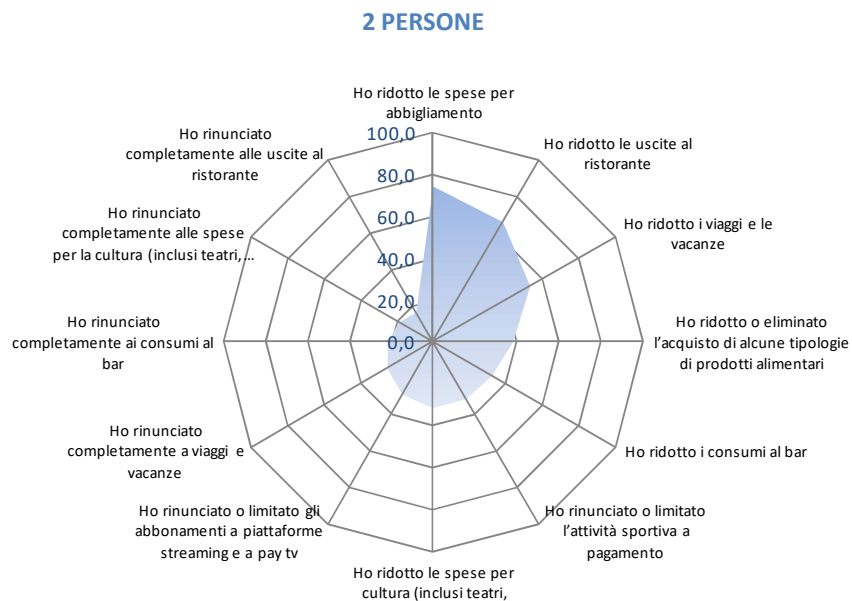 2 PERSONE
Ho ridotto le spese per
abbigliamento
Ho ridotto le uscite al
ristorante
Ho ridotto i viaggi e le
vacanze
Ho ridotto o eliminato
l’acquisto di alcune tipologie
di prodotti alimentari
Ho ridotto i consumi al bar
Ho rinunciato o limitato
l’attività sportiva a
pagamento
Ho ridotto le spese per
cultura (inclusi teatri,
Ho rinunciato o limitato gli
abbonamenti a piattaforme
streaming e a pay tv
Ho rinunciato
completamente a viaggi e
vacanze
Ho rinunciato
completamente ai consumi al
bar
Ho rinunciato
completamente alle spese
per la cultura (inclusi teatri,...
Ho rinunciato
completamente alle uscite al
ristorante
100,0
80,0
60,0
40,0
20,0
0,0